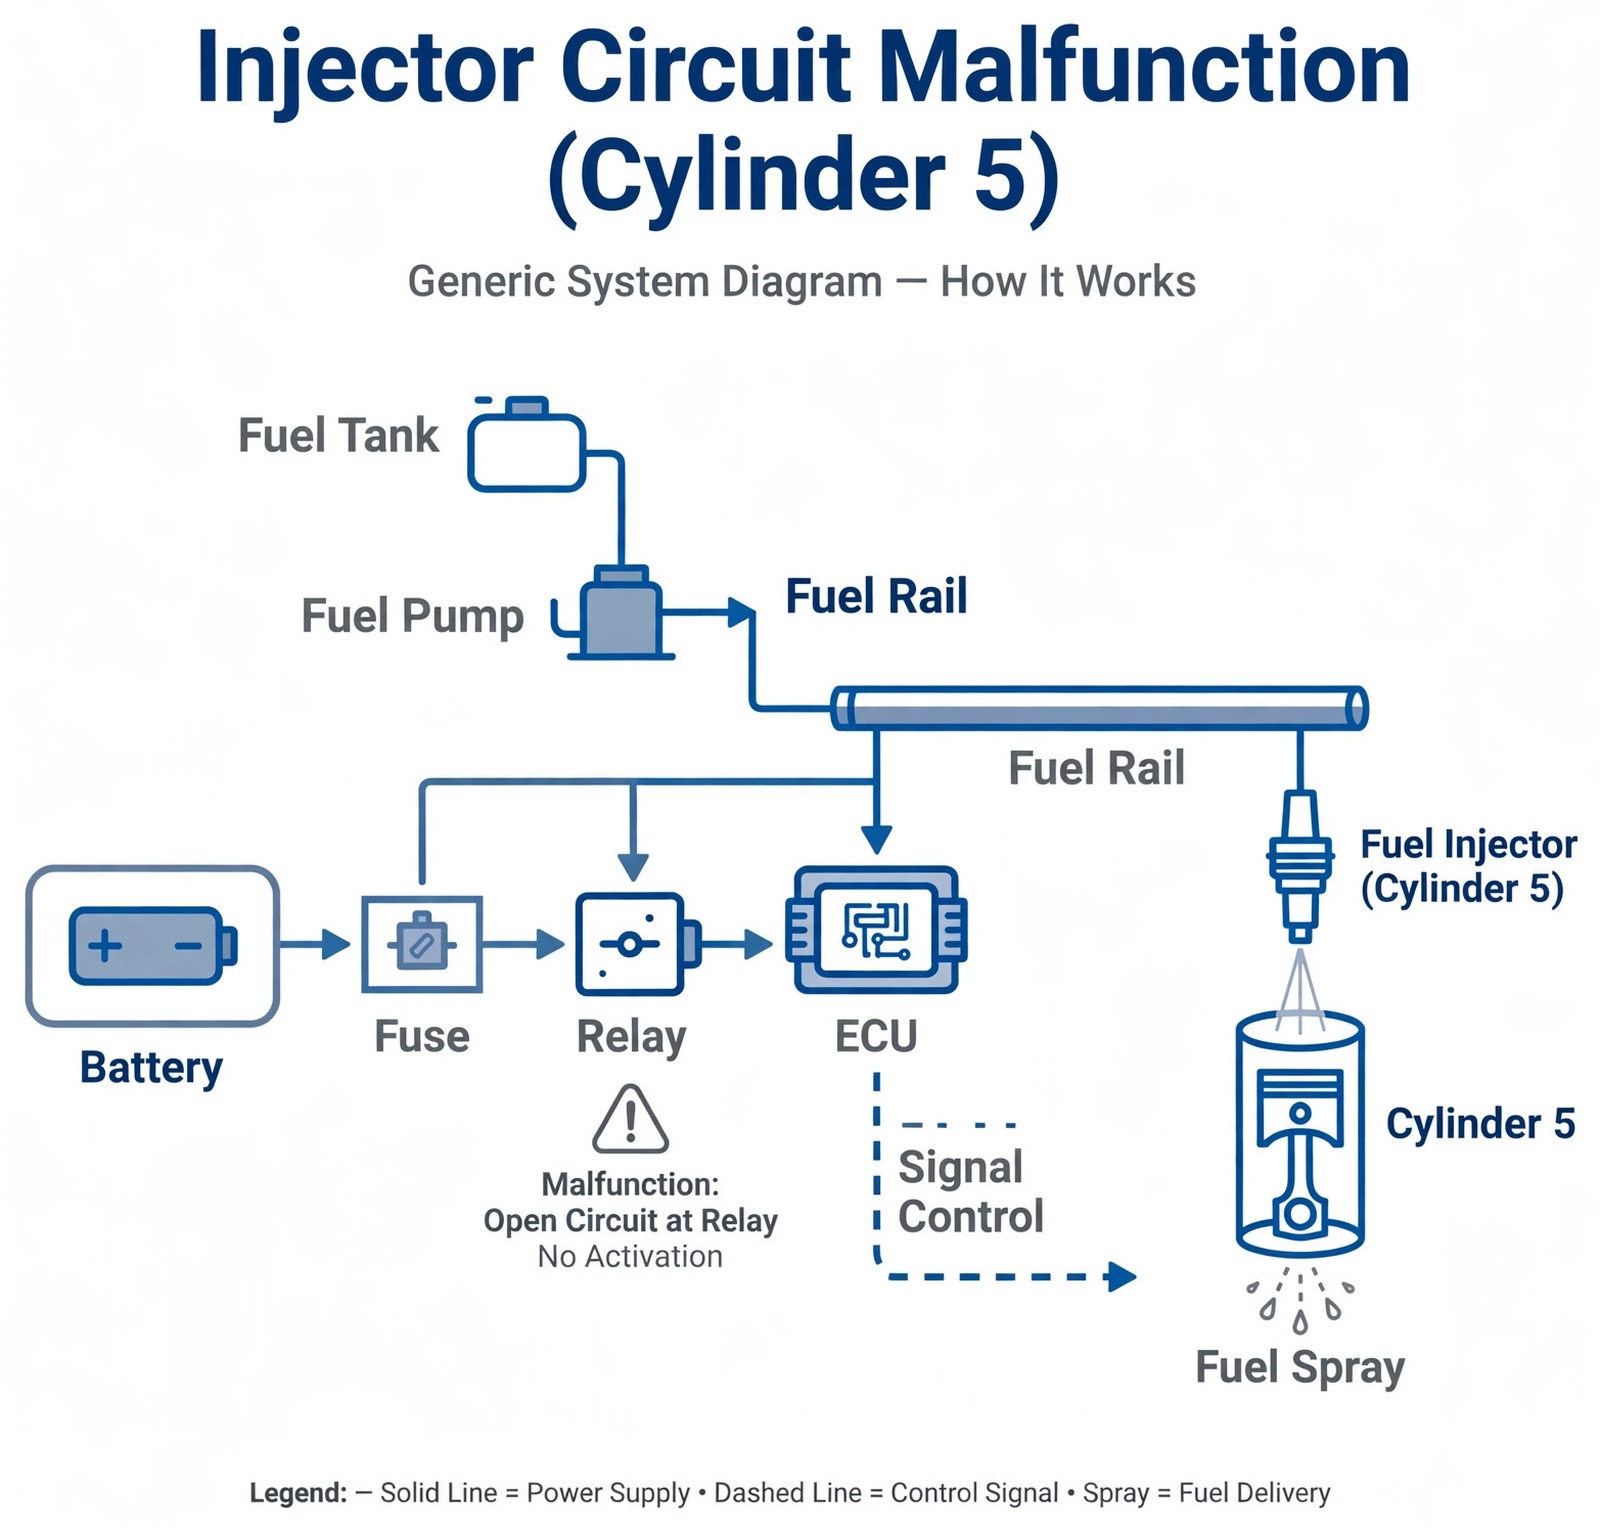 Injector Circuit Malfunction
(Cylinder 5)
Generic System Diagram — How It Works
Fuel Tank
Fuel Pump
Fuel Rail
Fuel Rail
Fuel Injector
(Cylinder 5)
Battery
Fuse
Relay
ECU
Malfunction:
Open Circuit at Relay
No Activation
Signal
Control
Cylinder 5
Fuel Spray
Legend: – Solid Line = Power Supply • Dashed Line = Control Signal • Spray = Fuel Delivery